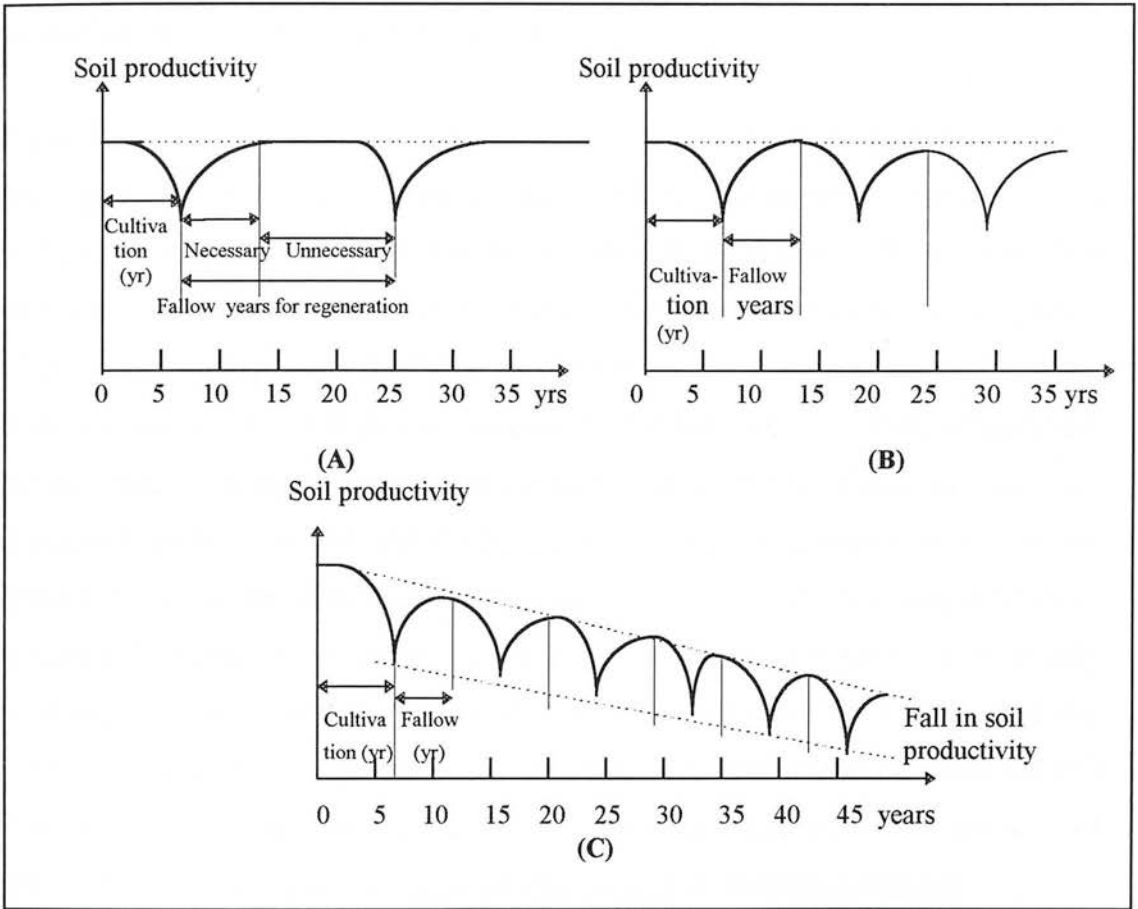 Soil productivity
Cultiva
tion
(yr)
Necessary Unnecessary
Fallow years for regeneration
0 5 10 15 20 25 30 35 yrs
(A)
Soil productivity
Cultiva-
tion
(yr)
Fallow
years
0 5 10 15 20 25 30 35 yrs
(B)
Soil productivity
Cultiva
tion (yr)
Fallow
(yr)
Fall in soil
productivity
0 5 10 15 20 25 30 35 40 45 years
(C)